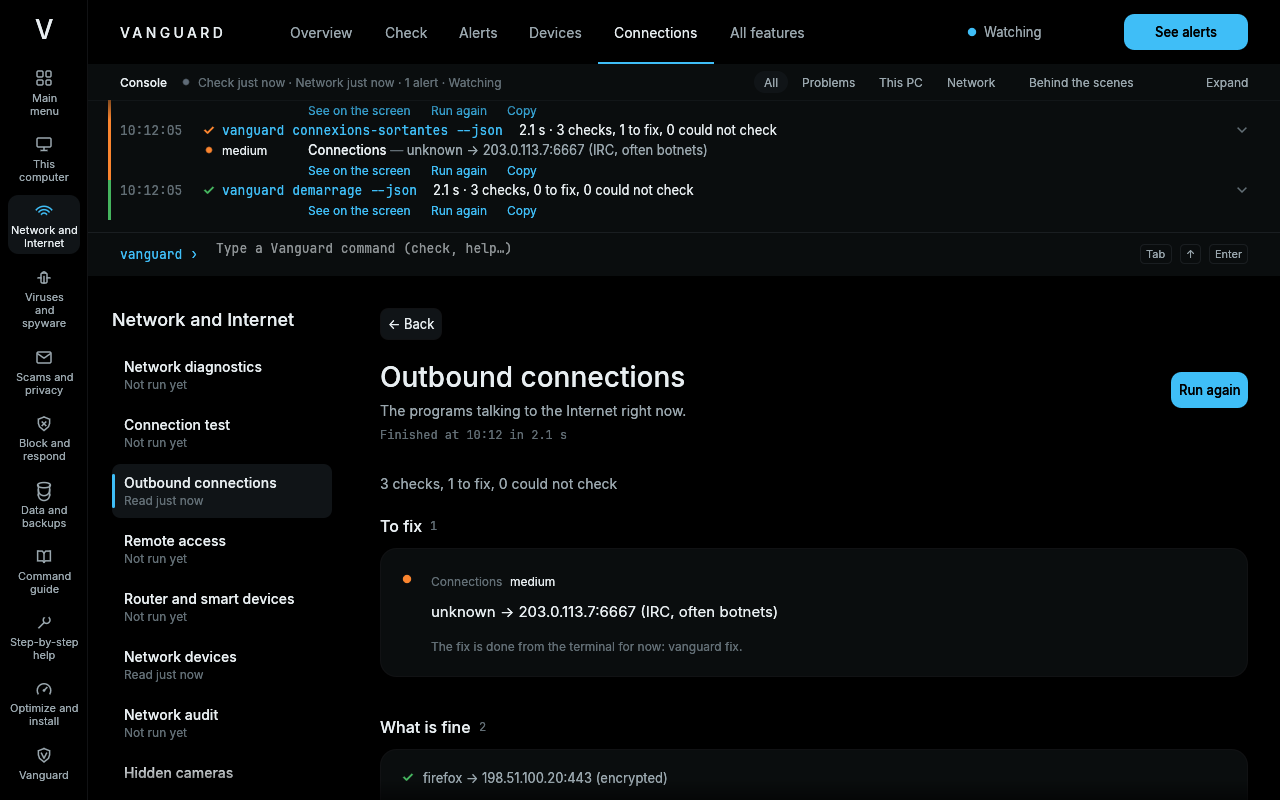 V
VANGUARD
Overview
Check
Alerts
Devices
Connections
All features
Watching
See alerts
Main
menu
This
computer
Network and
Internet
Viruses
and
spyware
Scams and
privacy
Block and
respond
Data and
backups
Command
guide
Step-by-step
help
Optimize and
install
Vanguard
Console
Check just now · Network just now · 1 alert · Watching
All
Problems
This PC
Network
Behind the scenes
Expand
See on the screen Run again Copy
10:12:05 vanguard connexions-sortantes --json 2.1 s · 3 checks, 1 to fix, 0 could not check
medium Connections — unknown → 203.0.113.7:6667 (IRC, often botnets)
See on the screen Run again Copy
10:12:05 vanguard demarrage --json 2.1 s · 3 checks, 0 to fix, 0 could not check
See on the screen Run again Copy
vanguard › Type a Vanguard command (check, help…)
Tab ↑ Enter
Network and Internet
Network diagnostics
Not run yet
Connection test
Not run yet
Outbound connections
Read just now
Remote access
Not run yet
Router and smart devices
Not run yet
Network devices
Read just now
Network audit
Not run yet
Hidden cameras
← Back
Outbound connections
The programs talking to the Internet right now.
Finished at 10:12 in 2.1 s
Run again
3 checks, 1 to fix, 0 could not check
To fix 1
Connections medium
unknown → 203.0.113.7:6667 (IRC, often botnets)
The fix is done from the terminal for now: vanguard fix.
What is fine 2
firefox → 198.51.100.20:443 (encrypted)